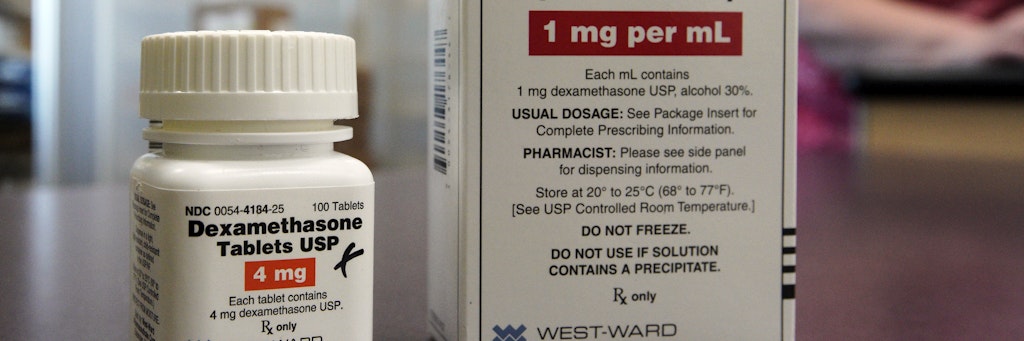 NDC 0054-4184-25 100 Tablets
Dexamethasone
Tablets USP
4 mg
Each tablet contains
4 mg dexamethasone USP.
Rx only
1 mg per mL
Each mL contains
1 mg dexamethasone USP, alcohol 30%.
USUAL DOSAGE: See Package Insert for
Complete Prescribing Information.
PHARMACIST: Please see side panel
for dispensing information.
Store at 20° to 25°C (68° to 77°F).
[See USP Controlled Room Temperature.]
DO NOT FREEZE.
DO NOT USE IF SOLUTION
CONTAINS A PRECIPITATE.
Rx only
WEST-WARD